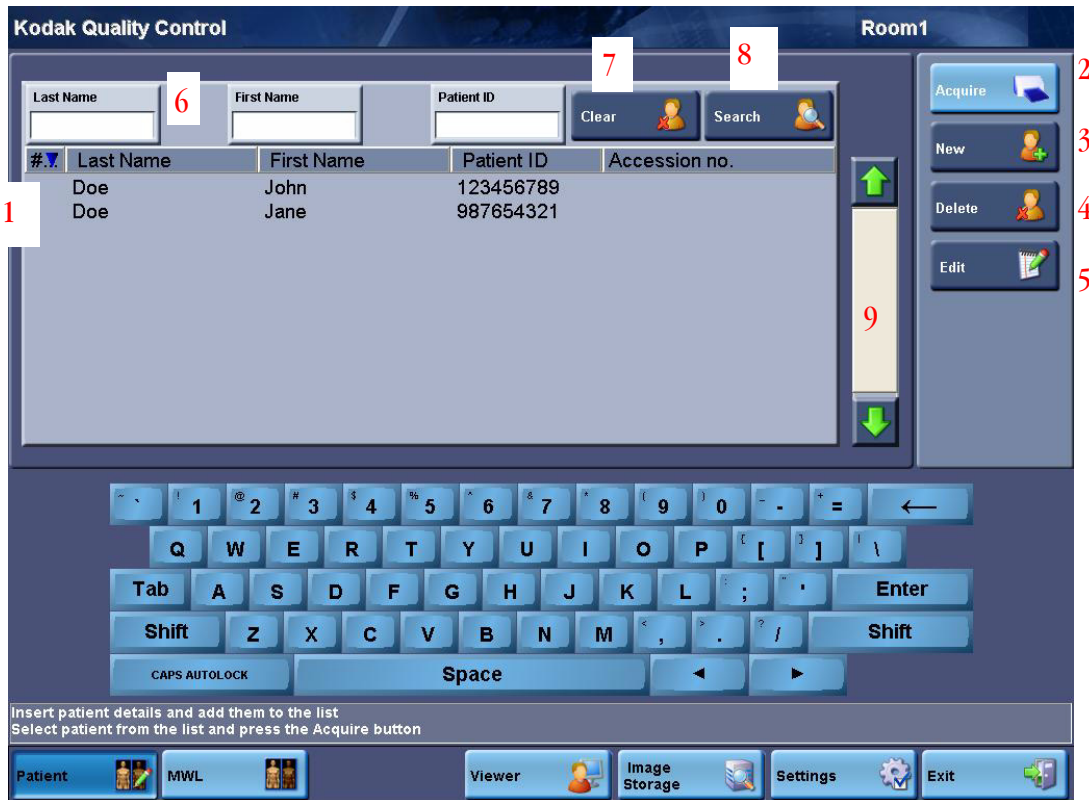 Kodak Quality Control Room1
7 8
2
Last Name 6 First Name Patient ID Clear Search Acquire
#.. Last Name First Name Patient ID Accession no. New 3
Doe John 123456789
1 Doe Jane 987654321 Delete 4
Edit 5
9
~ ` ! 1 @ 2 # 3 $ 4 % 5 ^ 6 & 7 * 8 ( 9 ) 0 _ - + = ←
Q W E R T Y U I O P { [ } ] | \
Tab A S D F G H J K L : ; " ' Enter
Shift Z X C V B N M < , > . ? / Shift
CAPS AUTOLOCK Space ◄ ►
Insert patient details and add them to the list
Select patient from the list and press the Acquire button
Patient MWL Viewer Image Storage Settings Exit